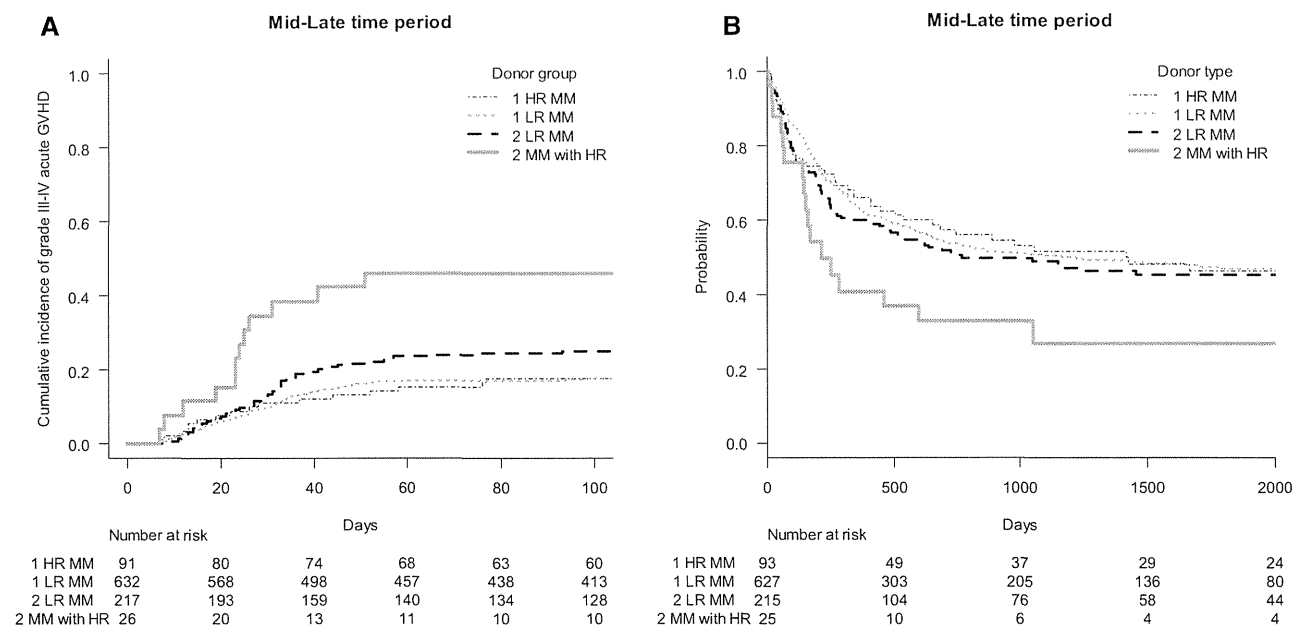 A
Mid-Late time period
Cumulative incidence of grade III-IV acute GVHD
1.0
0.8
0.6
0.4
0.2
0.0
Donor group
1 HR MM
1 LR MM
2 LR MM
2 MM with HR
0 20 40 60 80 100
Days
Number at risk
1 HR MM 91 80 74 68 63 60
1 LR MM 632 568 498 457 438 413
2 LR MM 217 193 159 140 134 128
2 MM with HR 26 20 13 11 10 10
B
Mid-Late time period
Probability
1.0
0.8
0.6
0.4
0.2
0.0
Donor type
1 HR MM
1 LR MM
2 LR MM
2 MM with HR
0 500 1000 1500 2000
Days
Number at risk
1 HR MM 93 49 37 29 24
1 LR MM 627 303 205 136 80
2 LR MM 215 104 76 58 44
2 MM with HR 25 10 6 4 4